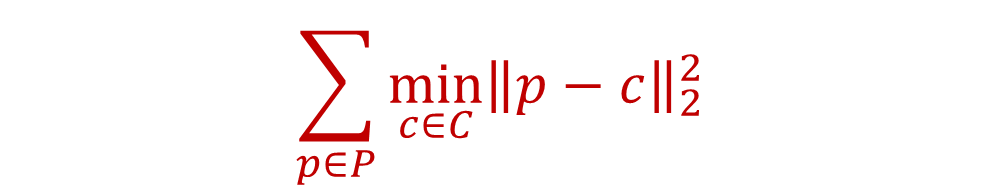 ∑_{p∈P} min_{c∈C} ‖p − c‖₂²